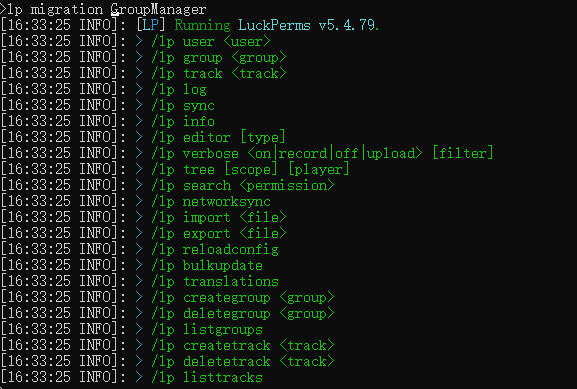 >lp migration GroupManager
[16:33:25 INFO]: [LP] Running LuckPerms v5.4.79.
[16:33:25 INFO]: > /lp user <user>
[16:33:25 INFO]: > /lp group <group>
[16:33:25 INFO]: > /lp track <track>
[16:33:25 INFO]: > /lp log
[16:33:25 INFO]: > /lp sync
[16:33:25 INFO]: > /lp info
[16:33:25 INFO]: > /lp editor [type]
[16:33:25 INFO]: > /lp verbose <on|record|off|upload> [filter]
[16:33:25 INFO]: > /lp tree [scope] [player]
[16:33:25 INFO]: > /lp search <permission>
[16:33:25 INFO]: > /lp networksync
[16:33:25 INFO]: > /lp import <file>
[16:33:25 INFO]: > /lp export <file>
[16:33:25 INFO]: > /lp reloadconfig
[16:33:25 INFO]: > /lp bulkupdate
[16:33:25 INFO]: > /lp translations
[16:33:25 INFO]: > /lp creategroup <group>
[16:33:25 INFO]: > /lp deletegroup <group>
[16:33:25 INFO]: > /lp listgroups
[16:33:25 INFO]: > /lp createtrack <track>
[16:33:25 INFO]: > /lp deletetrack <track>
[16:33:25 INFO]: > /lp listtracks